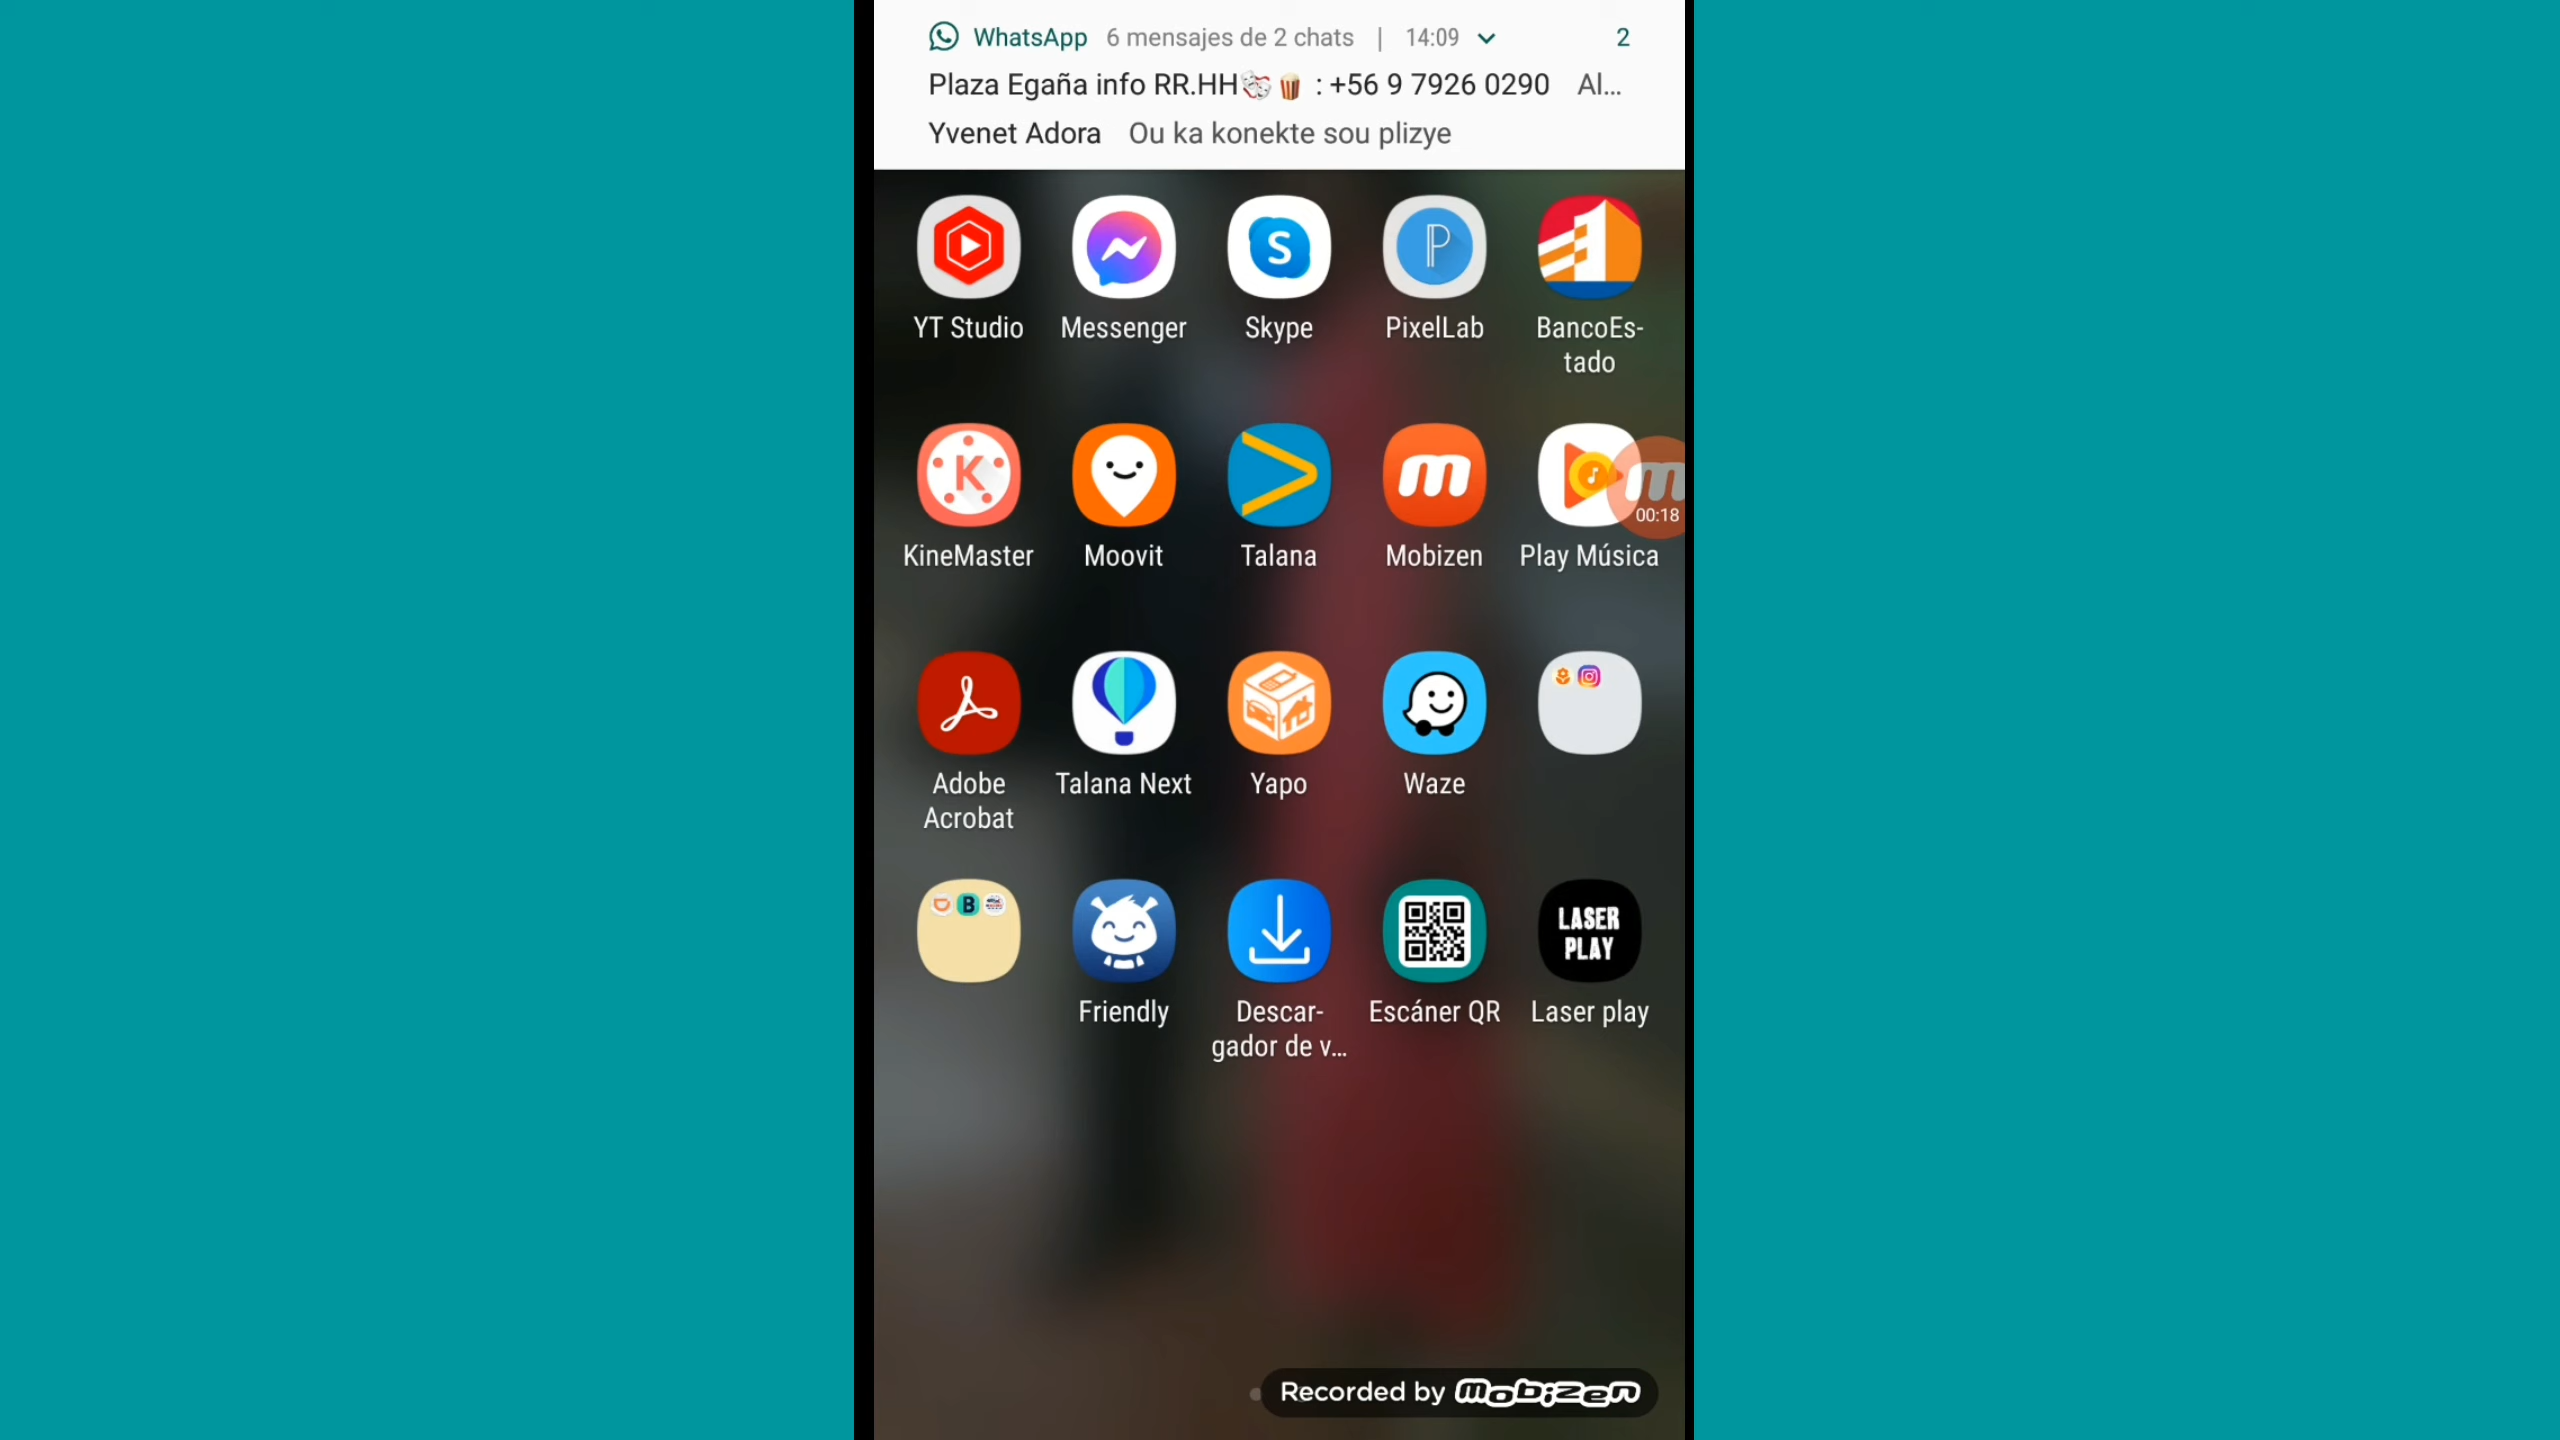 WhatsApp 6 mensajes de 2 chats | 14:09 2
Plaza Egaña info RR.HH🎭🍿 : +56 9 7926 0290 Al...
Yvenet Adora Ou ka konekte sou plizye
YT Studio Messenger Skype PixelLab BancoEs-
tado
00:18
KineMaster Moovit Talana Mobizen Play Música
Adobe Talana Next Yapo Waze
Acrobat
LASER
PLAY
Friendly Descar- Escáner QR Laser play
gador de v...
Recorded by mobizen